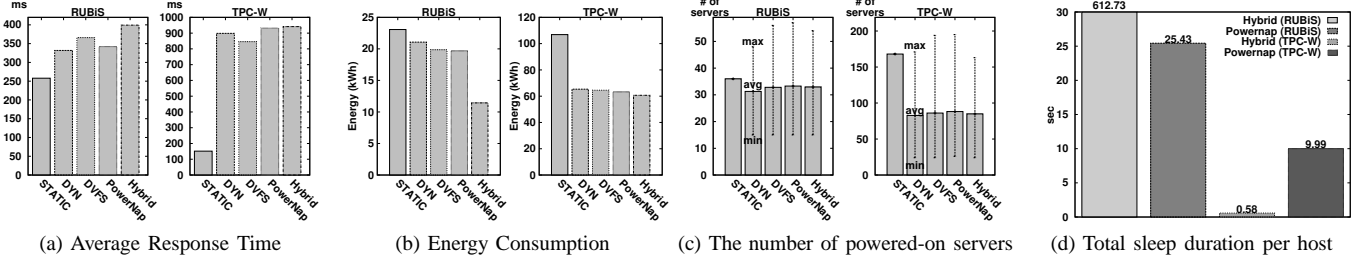 ms
RUBiS
400
350
300
250
200
150
100
50
0
STATIC
DYN
DVFS
PowerNap
Hybrid
ms
TPC-W
1000
900
800
700
600
500
400
300
200
100
0
STATIC
DYN
DVFS
PowerNap
Hybrid
(a) Average Response Time
RUBiS
Energy (kWh)
25
20
15
10
5
0
STATIC
DYN
DVFS
PowerNap
Hybrid
TPC-W
Energy (kWh)
120
100
80
60
40
20
0
STATIC
DYN
DVFS
PowerNap
Hybrid
(b) Energy Consumption
# of
servers
RUBiS
50
40
30
20
10
0
max
avg
min
STATIC
DYN
DVFS
PowerNap
Hybrid
# of
servers
TPC-W
200
150
100
50
0
max
avg
min
STATIC
DYN
DVFS
PowerNap
Hybrid
(c) The number of powered-on servers
sec
30
25
20
15
10
5
0
612.73
25.43
0.58
9.99
Hybrid (RUBiS)
Powernap (RUBiS)
Hybrid (TPC-W)
Powernap (TPC-W)
(d) Total sleep duration per host